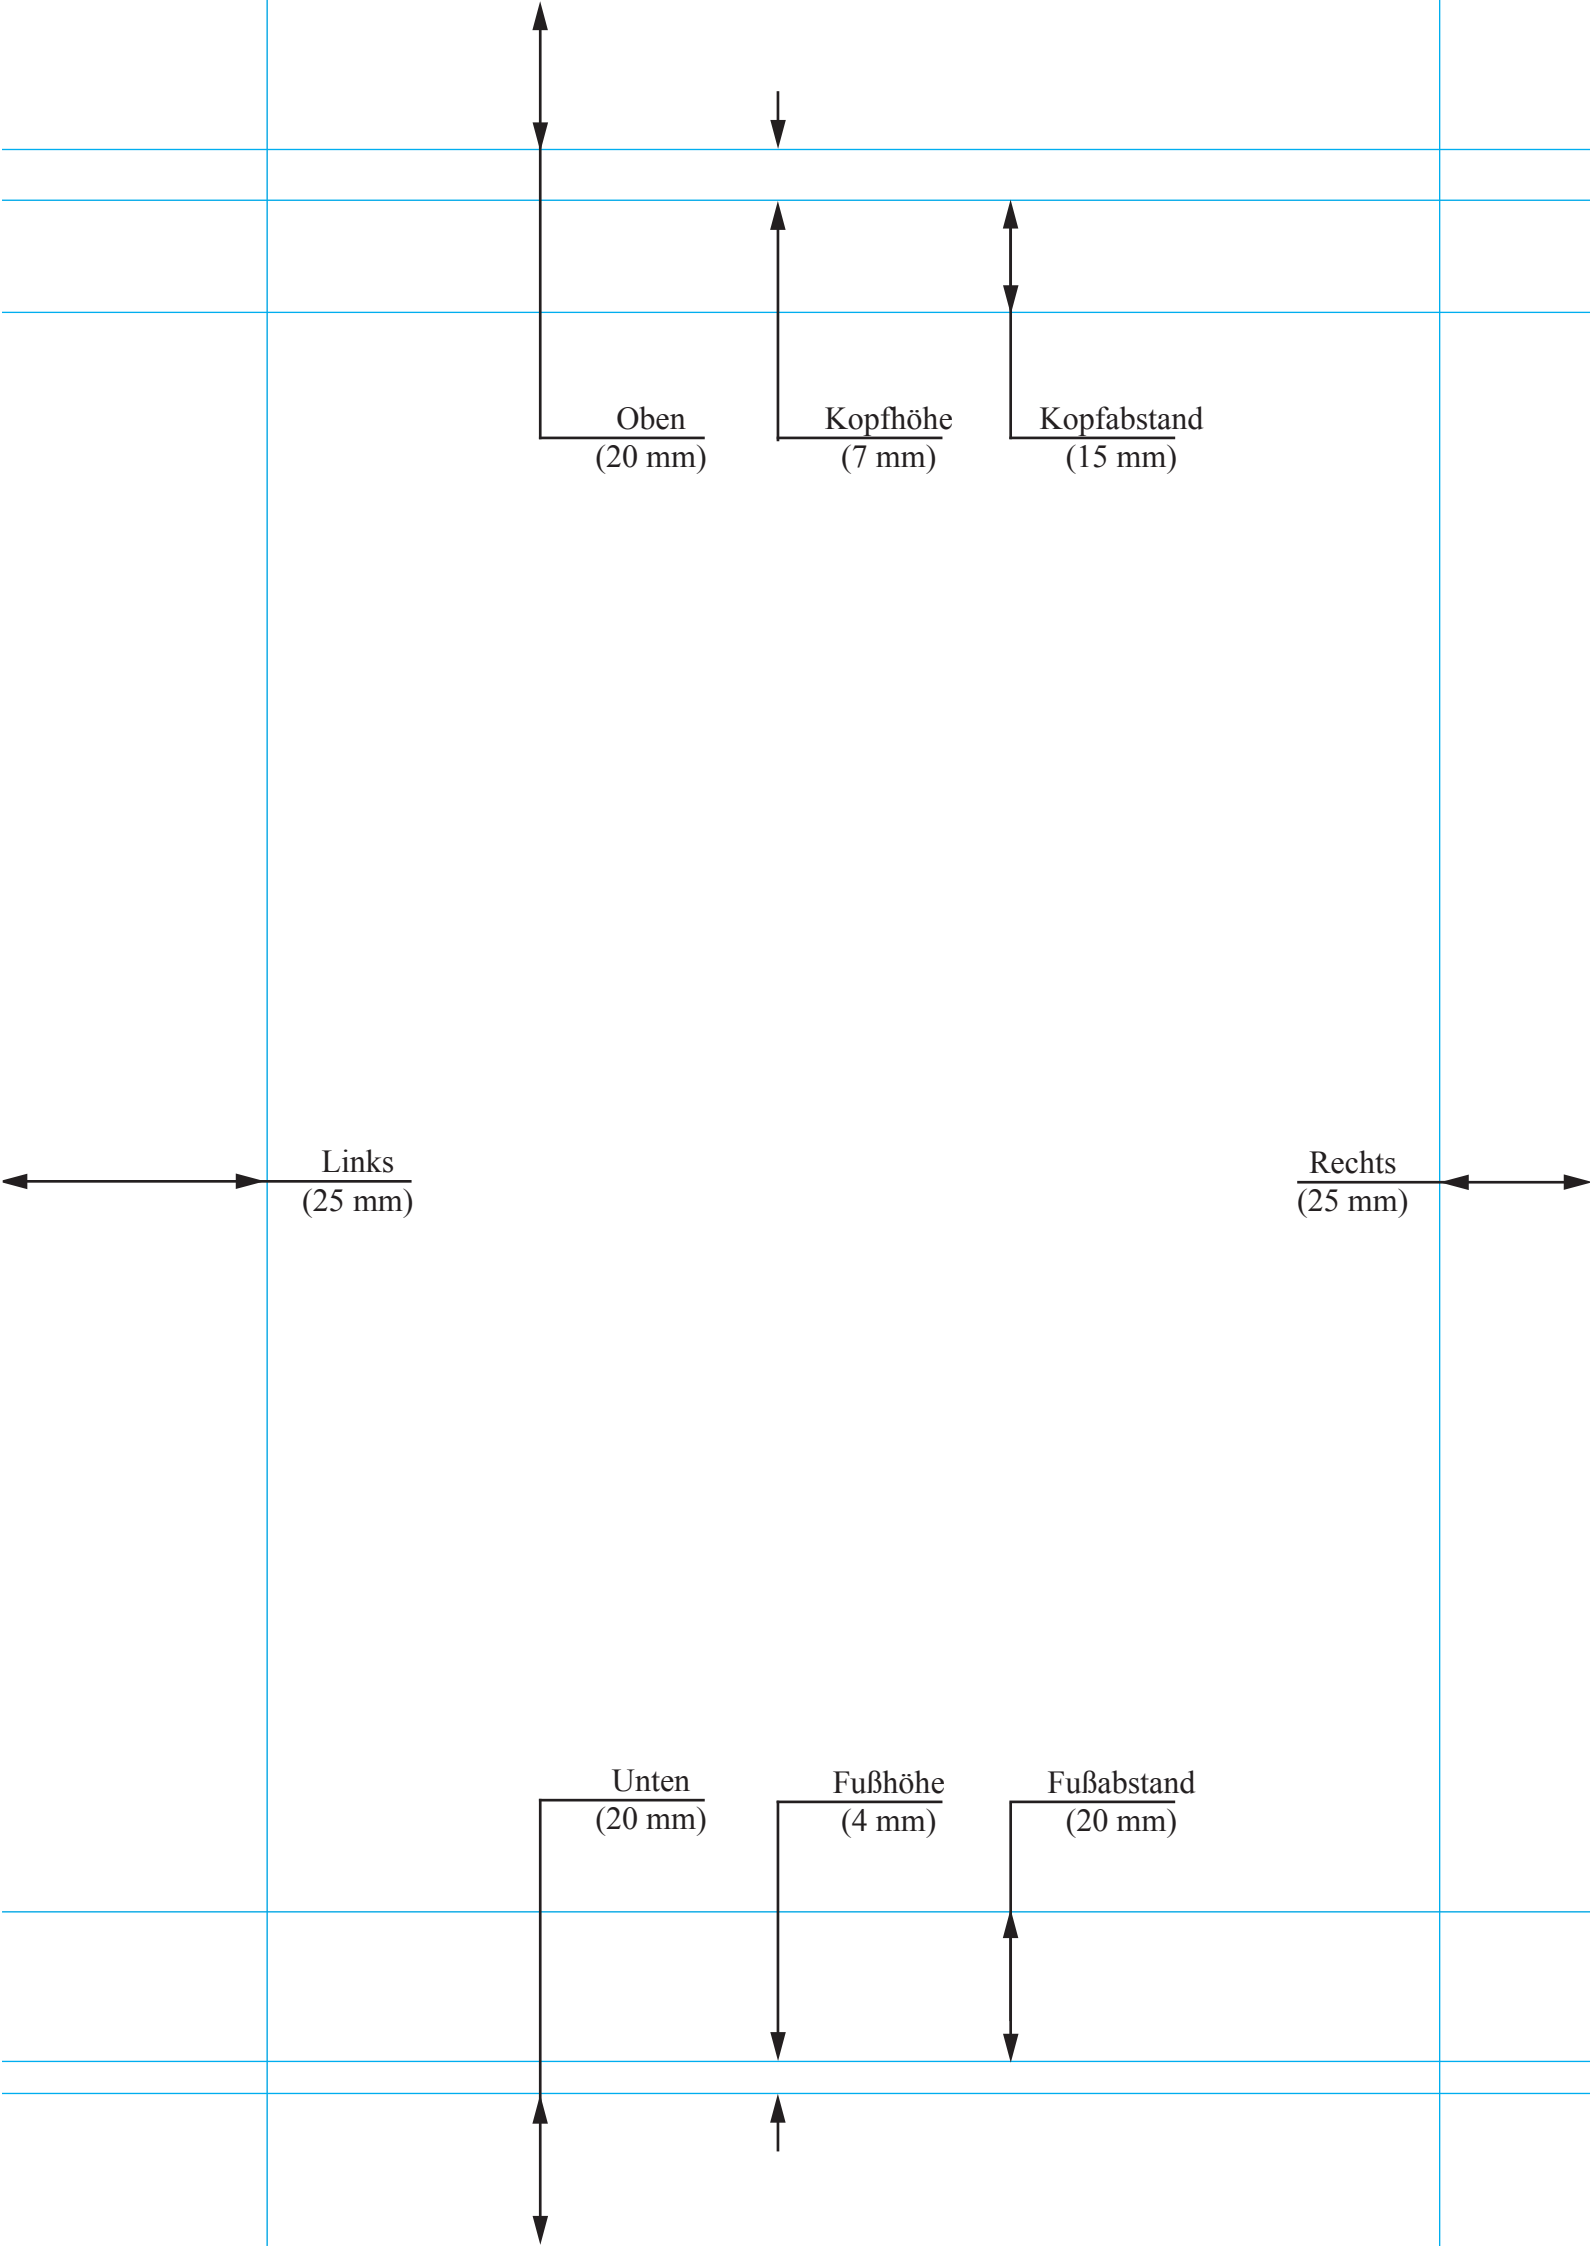 Oben
(20 mm)
Kopfhöhe
(7 mm)
Kopfabstand
(15 mm)
Links
(25 mm)
Rechts
(25 mm)
Unten
(20 mm)
Fußhöhe
(4 mm)
Fußabstand
(20 mm)